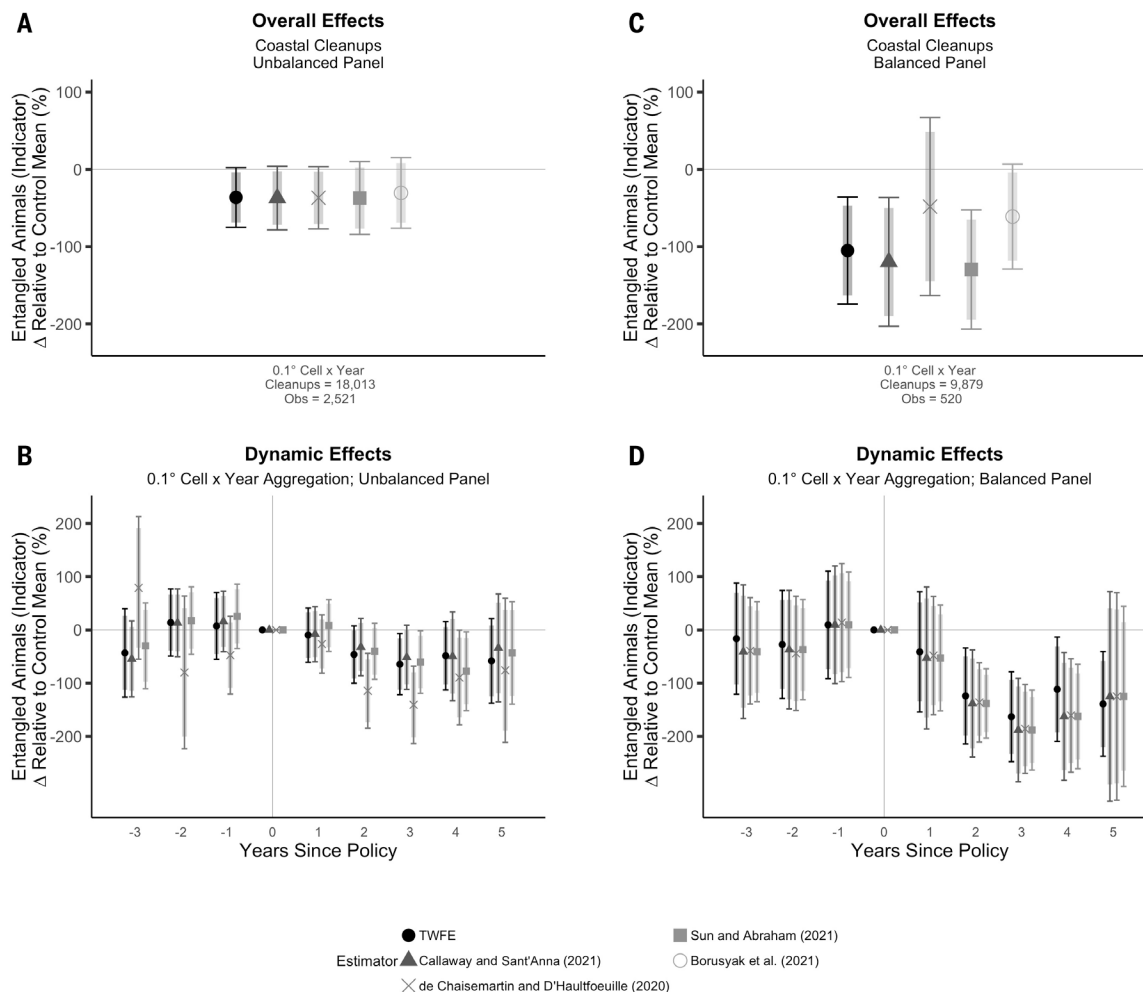 A
Overall Effects
Coastal Cleanups
Unbalanced Panel
Entangled Animals (Indicator)
Δ Relative to Control Mean (%)
100
0
-100
-200
0.1° Cell x Year
Cleanups = 18,013
Obs = 2,521
C
Overall Effects
Coastal Cleanups
Balanced Panel
Entangled Animals (Indicator)
Δ Relative to Control Mean (%)
100
0
-100
-200
0.1° Cell x Year
Cleanups = 9,879
Obs = 520
B
Dynamic Effects
0.1° Cell x Year Aggregation; Unbalanced Panel
Entangled Animals (Indicator)
Δ Relative to Control Mean (%)
200
100
0
-100
-200
-3 -2 -1 0 1 2 3 4 5
Years Since Policy
D
Dynamic Effects
0.1° Cell x Year Aggregation; Balanced Panel
Entangled Animals (Indicator)
Δ Relative to Control Mean (%)
200
100
0
-100
-200
-3 -2 -1 0 1 2 3 4 5
Years Since Policy
Estimator
TWFE
Callaway and Sant'Anna (2021)
de Chaisemartin and D'Haultfoeuille (2020)
Sun and Abraham (2021)
Borusyak et al. (2021)